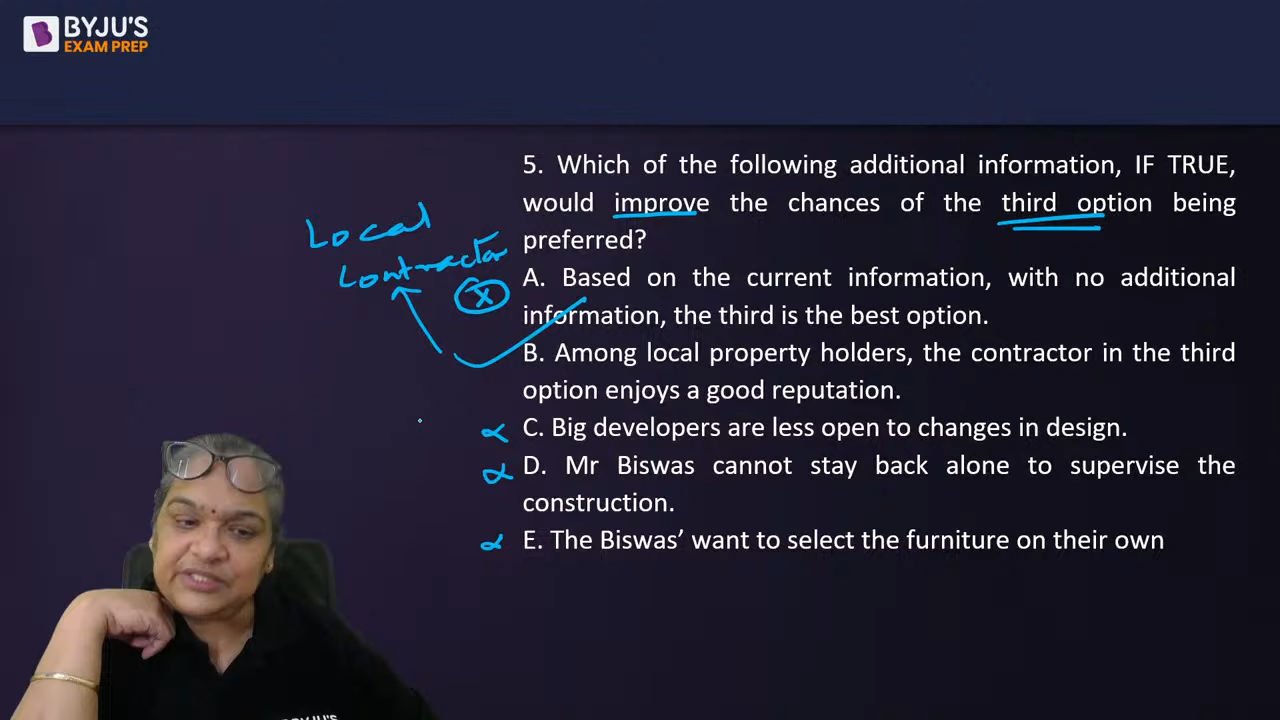 BYJU'S
EXAM PREP
5. Which of the following additional information, IF TRUE,
would improve the chances of the third option being
preferred?
A. Based on the current information, with no additional
information, the third is the best option.
B. Among local property holders, the contractor in the third
option enjoys a good reputation.
C. Big developers are less open to changes in design.
D. Mr Biswas cannot stay back alone to supervise the
construction.
E. The Biswas' want to select the furniture on their own
Local
Contractor
X
BYJU'S